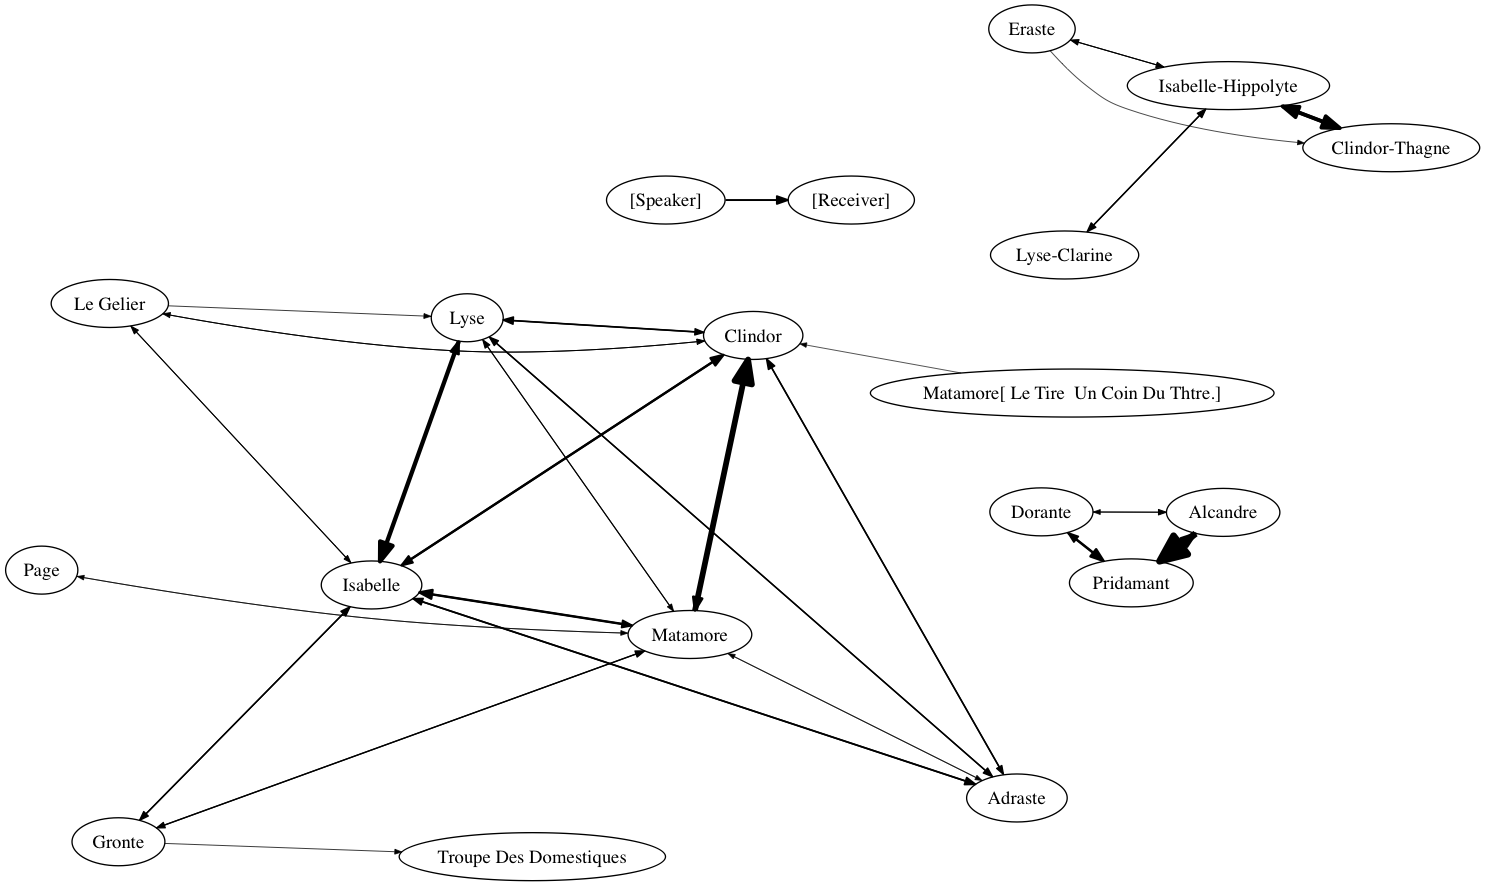 Eraste
Isabelle-Hippolyte
Clindor-Thagne
[Speaker]
[Receiver]
Lyse-Clarine
Le Gelier
Lyse
Clindor
Matamore[ Le Tire  Un Coin Du Thtre.]
Dorante
Alcandre
Page
Isabelle
Pridamant
Matamore
Adraste
Gronte
Troupe Des Domestiques